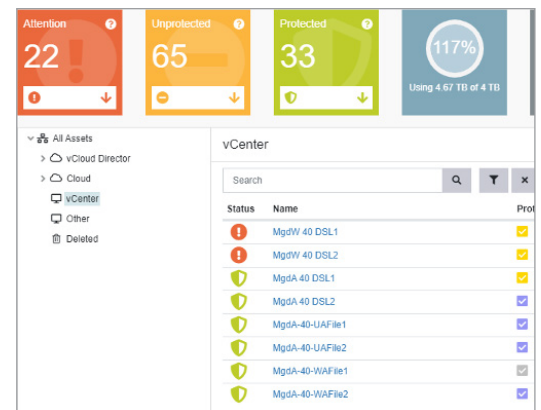 Attention
22
Unprotected
65
Protected
33
117%
Using 4.67 TB of 4 TB
All Assets
vCloud Director
Cloud
vCenter
Other
Deleted
vCenter
Search
Status Name Prot
MgdW 40 DSL1
MgdW 40 DSL2
MgdA 40 DSL1
MgdA 40 DSL2
MgdA-40-UAFile1
MgdA-40-UAFile2
MgdA-40-WAFile1
MgdA-40-WAFile2